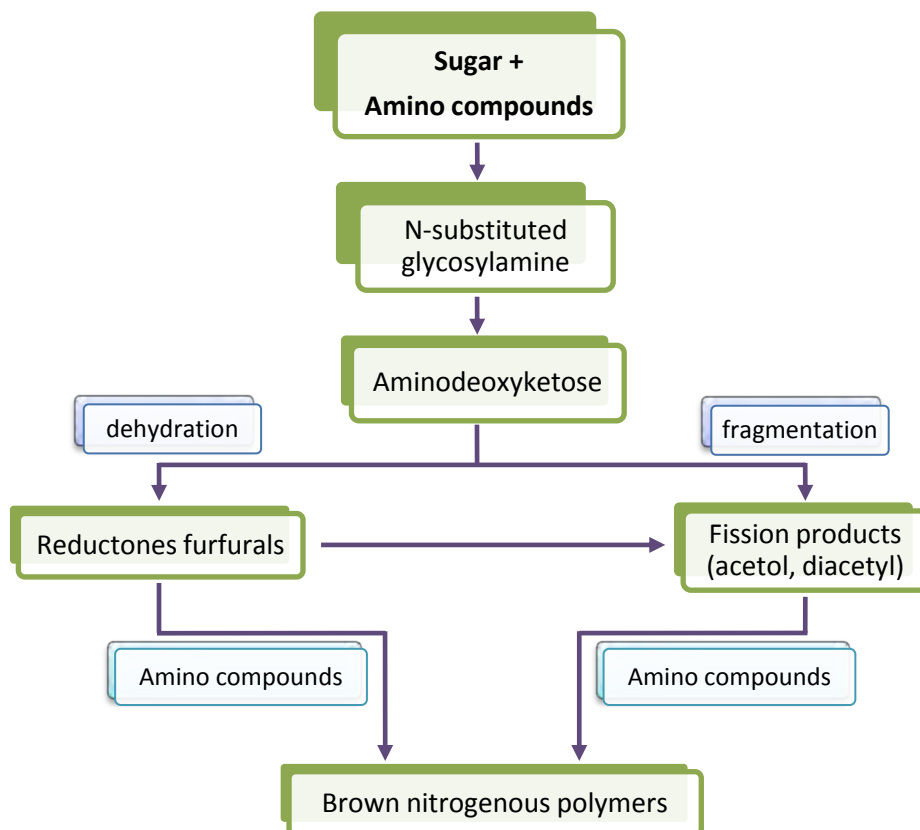 Sugar +
Amino compounds
N-substituted
glycosylamine
Aminodeoxyketose
dehydration
fragmentation
Reductones furfurals
Fission products
(acetol, diacetyl)
Amino compounds
Amino compounds
Brown nitrogenous polymers